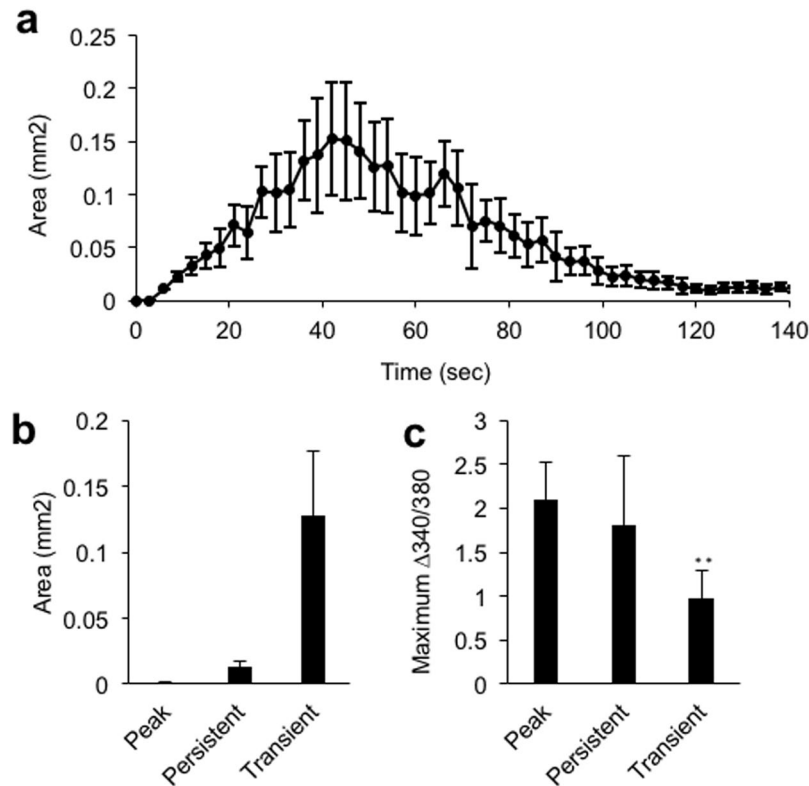 a
0.25
0.2
0.15
0.1
0.05
0
Area (mm2)
0 20 40 60 80 100 120 140
Time (sec)
b
0.2
0.15
0.1
0.05
0
Area (mm2)
Peak
Persistent
Transient
c
3
2.5
2
1.5
1
0.5
0
Maximum Δ340/380
**
Peak
Persistent
Transient